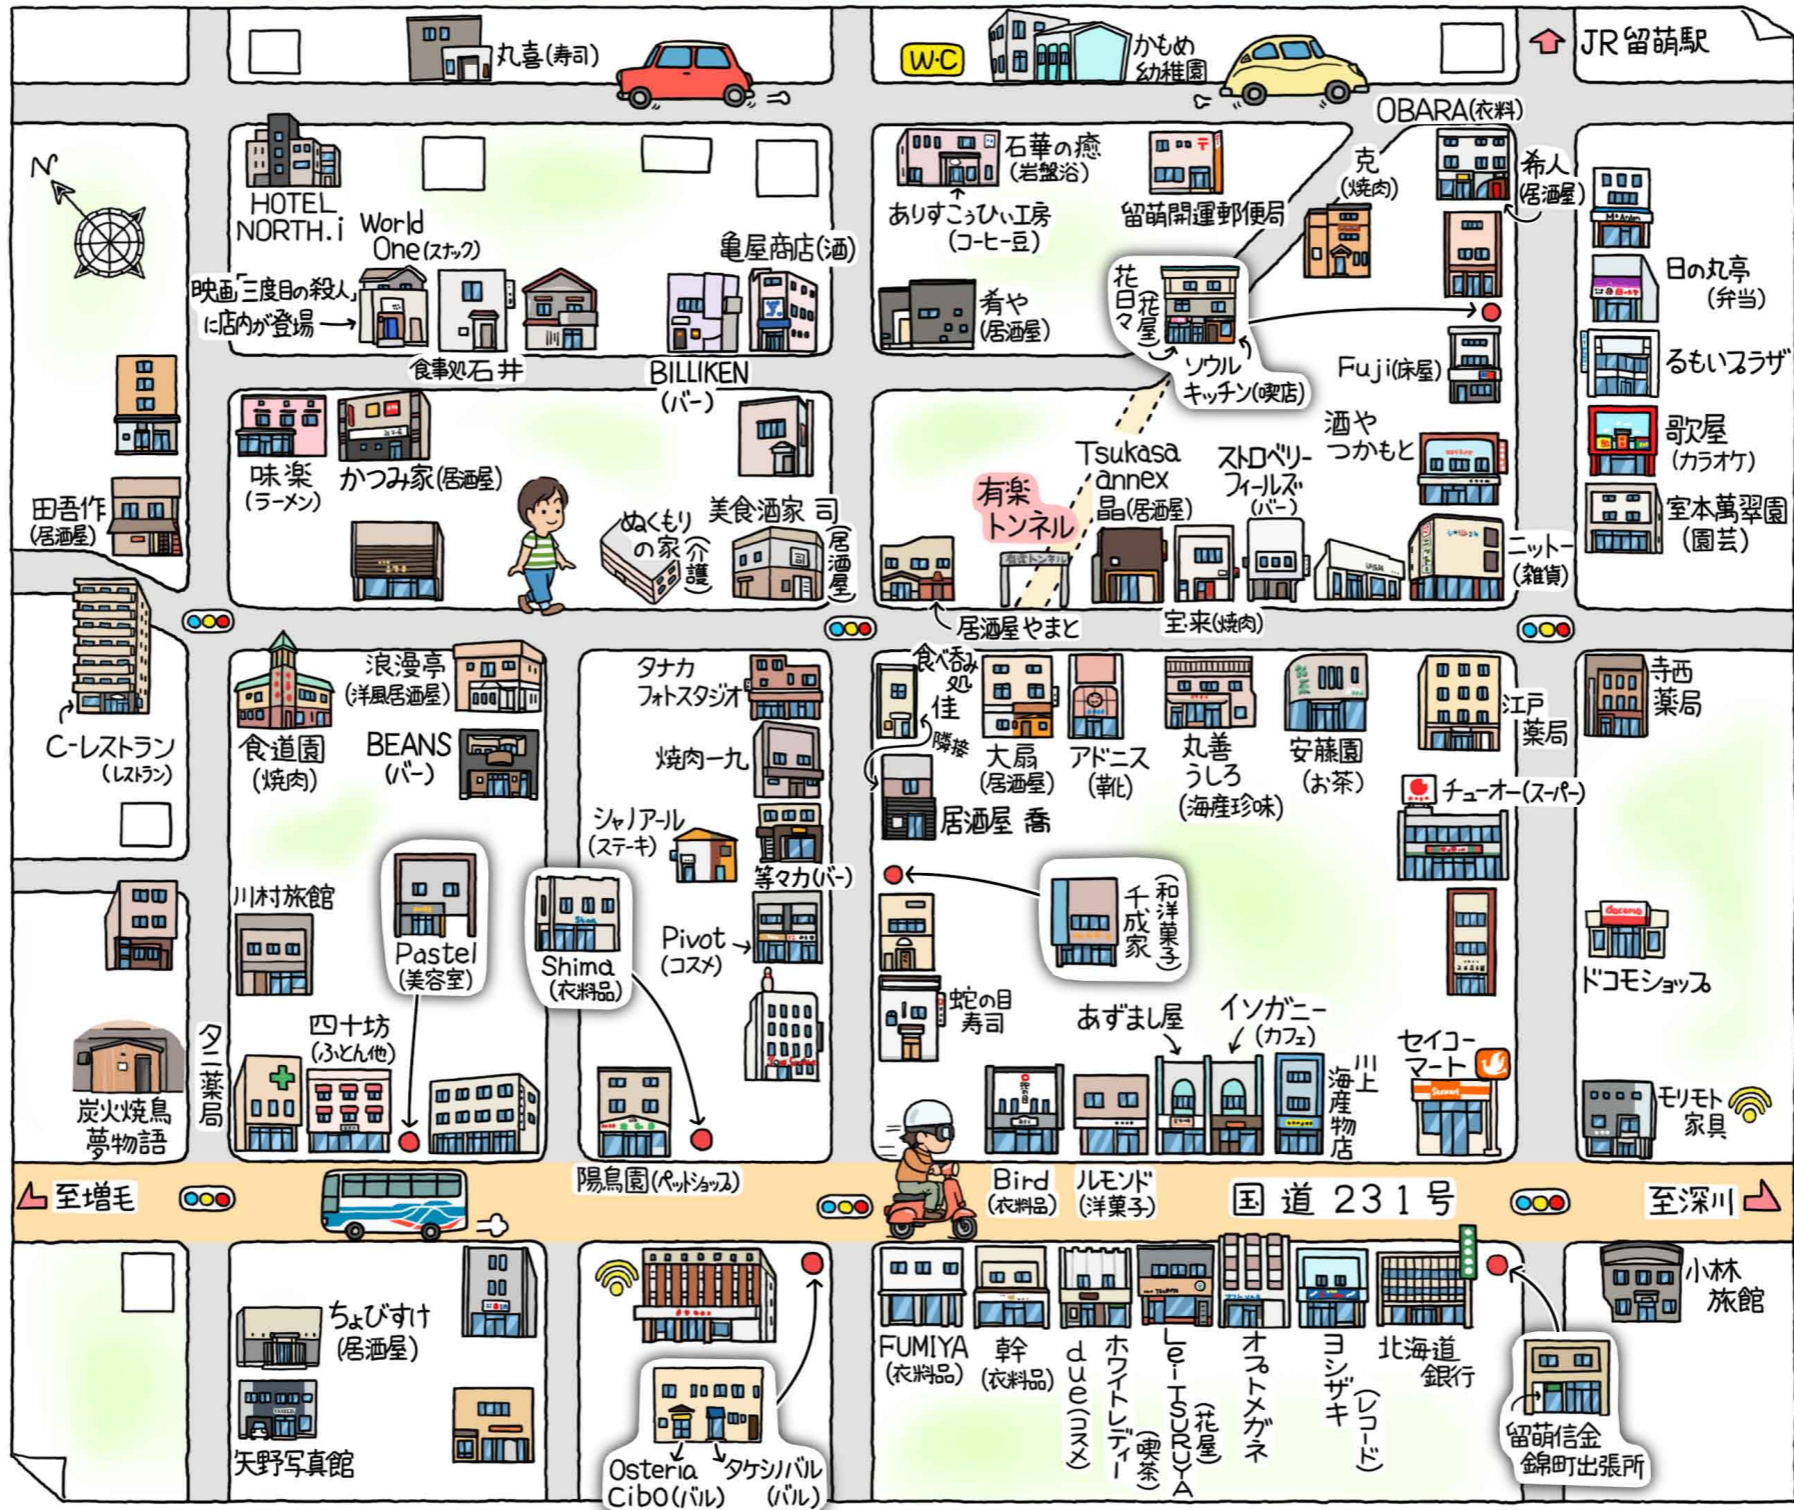 丸喜(寿司)
W・C
かもめ
幼稚園
JR留萌駅
OBARA(衣料)
N
HOTEL
NORTH.i
World
One(スナック)
映画「三度目の殺人」
に店内が登場
食事処石井
BILLIKEN
(バー)
亀屋商店(酒)
石華の癒
(岩盤浴)
ありすこぅひぃ工房
(コーヒー豆)
留萌開運郵便局
肴や
(居酒屋)
克
(焼肉)
希人
(居酒屋)
花日々
(花屋)
ソウル
キッチン(喫店)
Fuji(床屋)
日の丸亭
(弁当)
るもいプラザ
歌屋
(カラオケ)
室本萬翠園
(園芸)
田吾作
(居酒屋)
味楽
(ラーメン)
かつみ家(居酒屋)
ぬくもり
の家
(介護)
美食酒家 司
(居酒屋)
司
有楽
トンネル
有楽トンネル
Tsukasa
annex
晶(居酒屋)
ストロベリー
フィールズ
(バー)
酒や
つかもと
ニットー
(雑貨)
居酒屋やまと
宝来(焼肉)
C-レストラン
(レストラン)
食道園
(焼肉)
浪漫亭
(洋風居酒屋)
BEANS
(バー)
タナカ
フォトスタジオ
焼肉一九
シャノアール
(ステーキ)
等々力(バー)
Pivot
(コスメ)
食べ呑み
処
佳
隣接
居酒屋 喬
大扇
(居酒屋)
アドニス
(靴)
丸善
うしろ
(海産珍味)
安藤園
(お茶)
江戸
薬局
寺西
薬局
チューオー(スーパー)
川村旅館
Pastel
(美容室)
Shima
(衣料品)
千成家
(和洋菓子)
docomo
ドコモショップ
蛇の目
寿司
あずまし屋
イソガニー
(カフェ)
川上
海産物店
セイコー
マート
モリモト
家具
炭火焼鳥
夢物語
タニ薬局
四十坊
(ふとん他)
陽鳥園(ペットショップ)
Bird
(衣料品)
ルモンド
(洋菓子)
至増毛
国道231号
至深川
ちょびすけ
(居酒屋)
矢野写真館
Osteria
Cibo(バル)
タケシノバル
(バル)
FUMIYA
(衣料品)
幹
(衣料品)
due(コスメ)
ホワイトレディー
(喫茶)
Lei TSURUYA
(花屋)
オプトメガネ
ヨシザキ
(レコード)
北海道
銀行
小林
旅館
留萌信金
錦町出張所